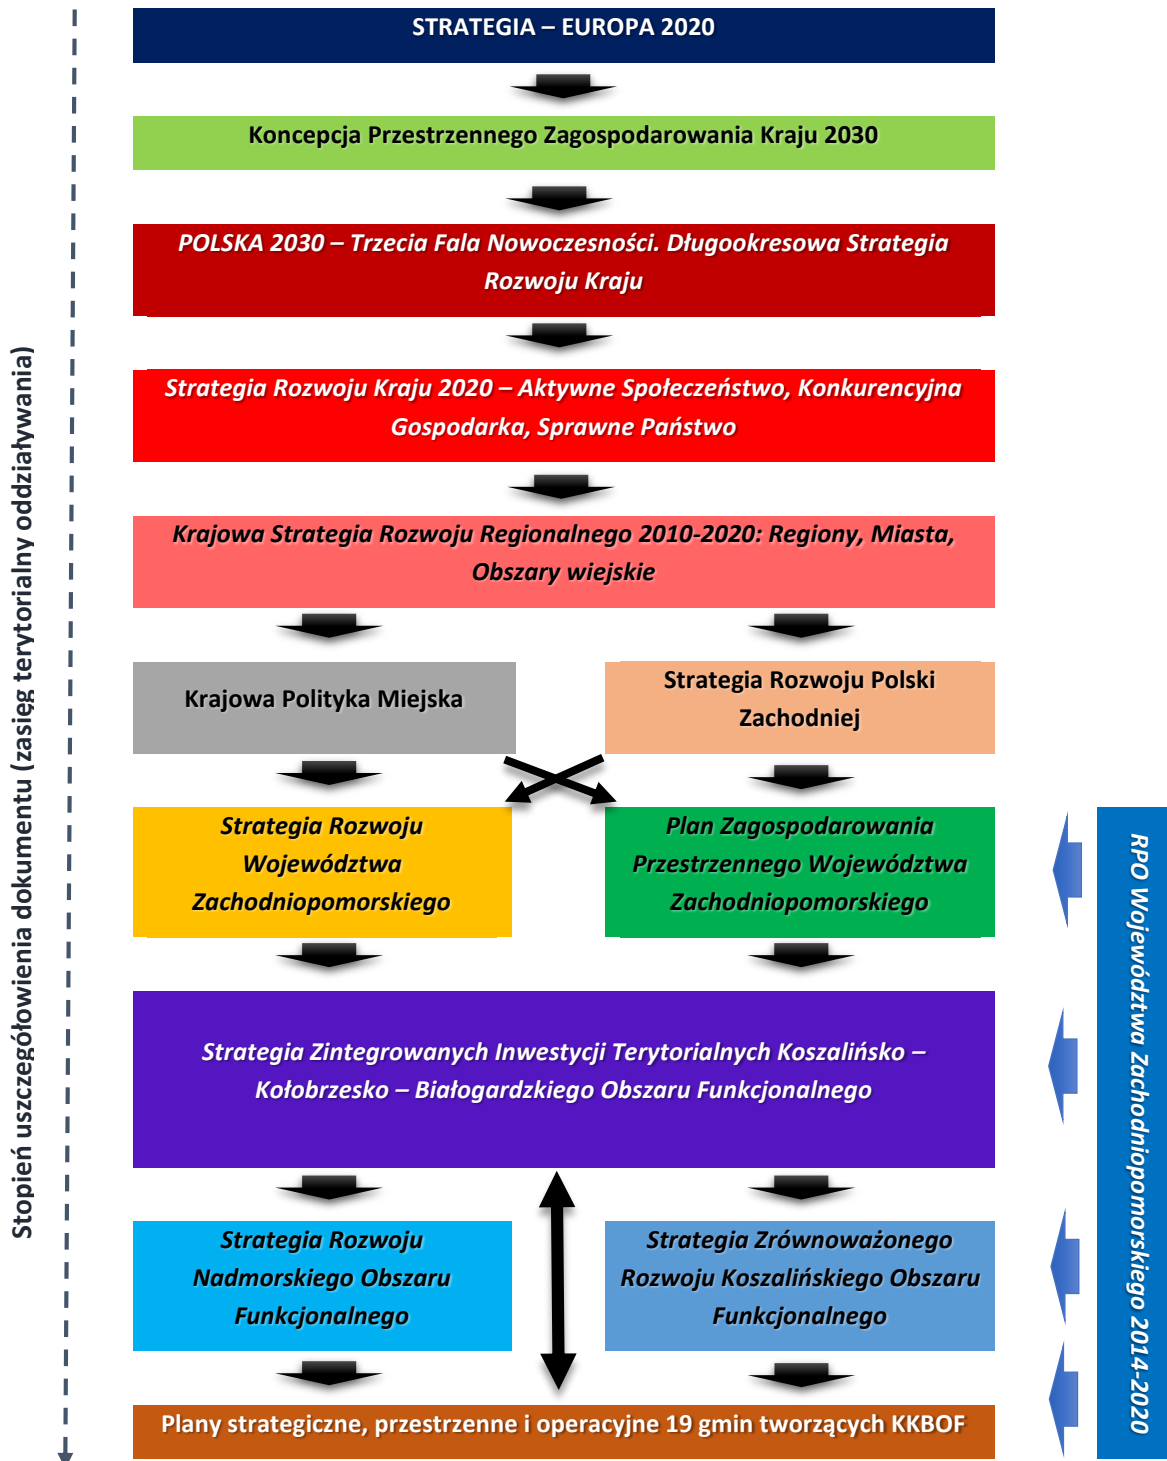 STRATEGIA – EUROPA 2020
Koncepcja Przestrzennego Zagospodarowania Kraju 2030
POLSKA 2030 – Trzecia Fala Nowoczesności. Długookresowa Strategia
Rozwoju Kraju
Strategia Rozwoju Kraju 2020 – Aktywne Społeczeństwo, Konkurencyjna
Gospodarka, Sprawne Państwo
Krajowa Strategia Rozwoju Regionalnego 2010-2020: Regiony, Miasta,
Obszary wiejskie
Krajowa Polityka Miejska
Strategia Rozwoju Polski
Zachodniej
Strategia Rozwoju
Województwa
Zachodniopomorskiego
Plan Zagospodarowania
Przestrzennego Województwa
Zachodniopomorskiego
Strategia Zintegrowanych Inwestycji Terytorialnych Koszalińsko –
Kołobrzesko – Białogardzkiego Obszaru Funkcjonalnego
Strategia Rozwoju
Nadmorskiego Obszaru
Funkcjonalnego
Strategia Zrównoważonego
Rozwoju Koszalińskiego Obszaru
Funkcjonalnego
Plany strategiczne, przestrzenne i operacyjne 19 gmin tworzących KKBOF
Stopień uszczegółowienia dokumentu (zasięg terytorialny oddziaływania)
RPO Województwa Zachodniopomorskiego 2014-2020